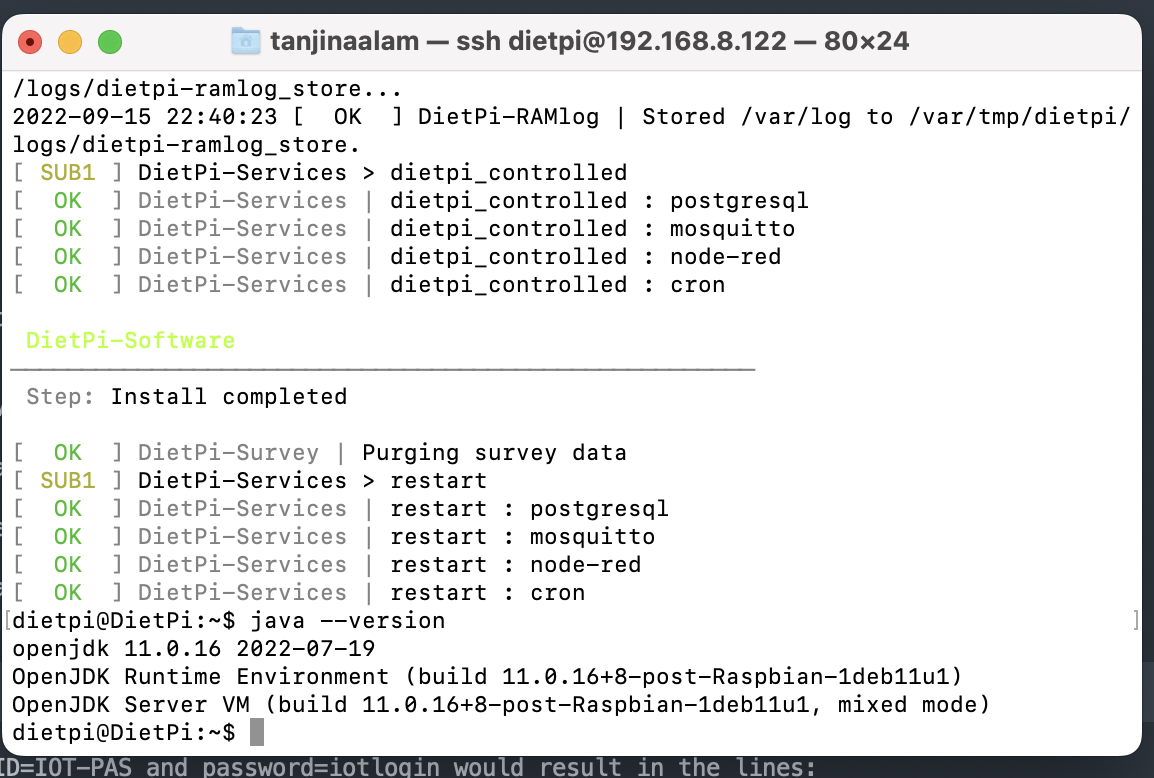 tanjinaalam — ssh dietpi@192.168.8.122 — 80×24
/logs/dietpi-ramlog_store...
2022-09-15 22:40:23 [  OK  ] DietPi-RAMlog | Stored /var/log to /var/tmp/dietpi/
logs/dietpi-ramlog_store.
[ SUB1 ] DietPi-Services > dietpi_controlled
[  OK  ] DietPi-Services | dietpi_controlled : postgresql
[  OK  ] DietPi-Services | dietpi_controlled : mosquitto
[  OK  ] DietPi-Services | dietpi_controlled : node-red
[  OK  ] DietPi-Services | dietpi_controlled : cron
DietPi-Software
Step: Install completed
[  OK  ] DietPi-Survey | Purging survey data
[ SUB1 ] DietPi-Services > restart
[  OK  ] DietPi-Services | restart : postgresql
[  OK  ] DietPi-Services | restart : mosquitto
[  OK  ] DietPi-Services | restart : node-red
[  OK  ] DietPi-Services | restart : cron
[dietpi@DietPi:~$ java --version ]
openjdk 11.0.16 2022-07-19
OpenJDK Runtime Environment (build 11.0.16+8-post-Raspbian-1deb11u1)
OpenJDK Server VM (build 11.0.16+8-post-Raspbian-1deb11u1, mixed mode)
dietpi@DietPi:~$
ID=IOT-PAS and password=iotlogin would result in the lines: